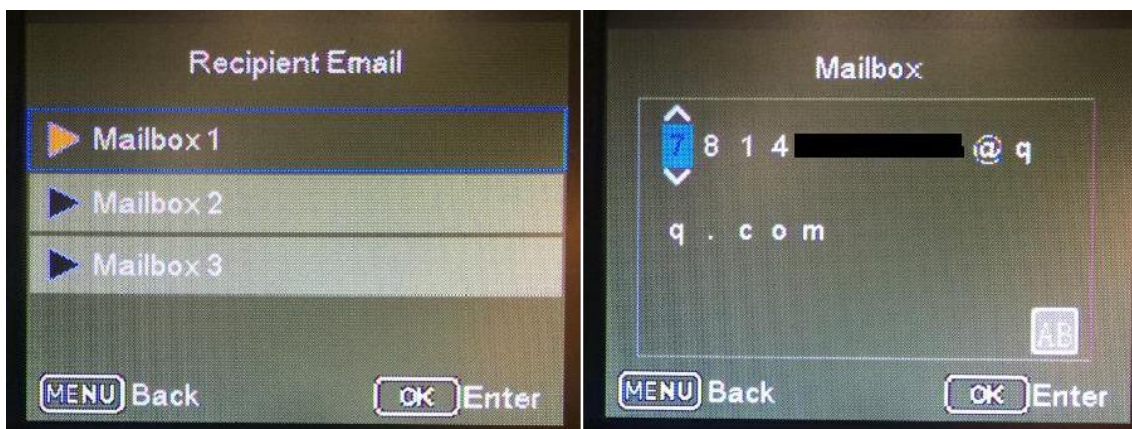 Recipient Email
Mailbox 1
Mailbox 2
Mailbox 3
MENU Back
OK Enter
Mailbox
7 8 1 4 @ q
q . c o m
AB
MENU Back
OK Enter